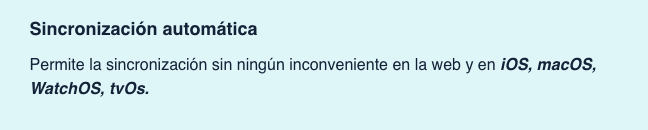 Sincronización automática
Permite la sincronización sin ningún inconveniente en la web y en iOS, macOS,
WatchOS, tvOs.